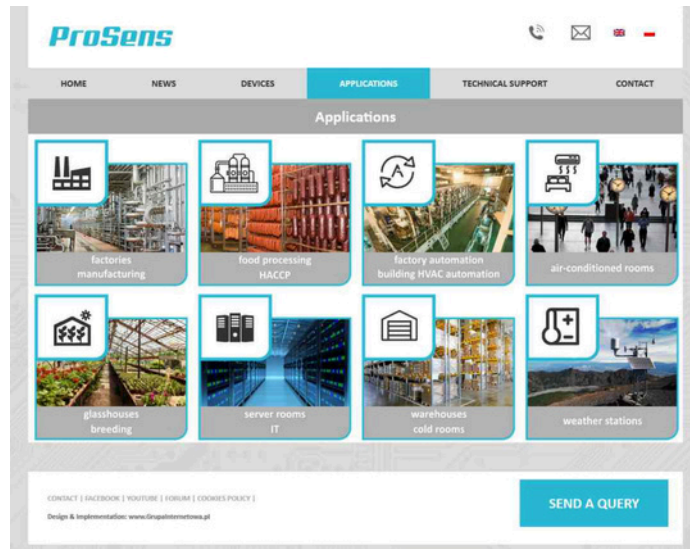 ProSens
HOME NEWS DEVICES APPLICATIONS TECHNICAL SUPPORT CONTACT
Applications
factories
manufacturing
food processing
HACCP
A
factory automation
building HVAC automation
air-conditioned rooms
glasshouses
breeding
server rooms
IT
warehouses
cold rooms
weather stations
CONTACT | FACEBOOK | YOUTUBE | FORUM | COOKIES POLICY |
Design & Implementation: www.GrupaInternetowa.pl
SEND A QUERY